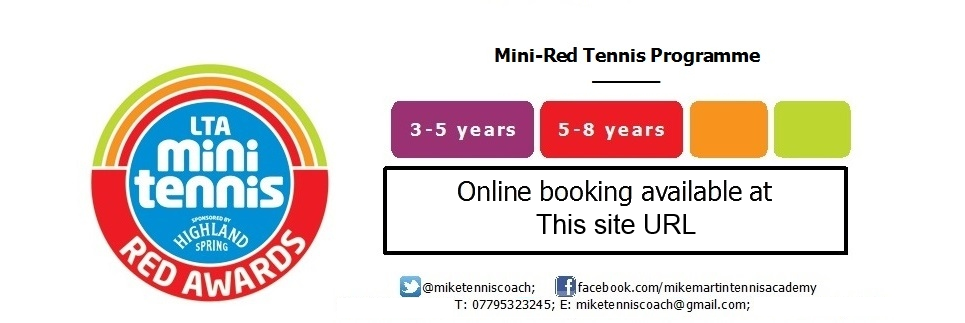 LTA
mini
tennis
SPONSORED BY
HIGHLAND
SPRING
RED AWARDS
Mini-Red Tennis Programme
3-5 years 5-8 years
Online booking available at
This site URL
@miketenniscoach; facebook.com/mikemartintennisacademy
T: 07795323245; E: miketenniscoach@gmail.com;